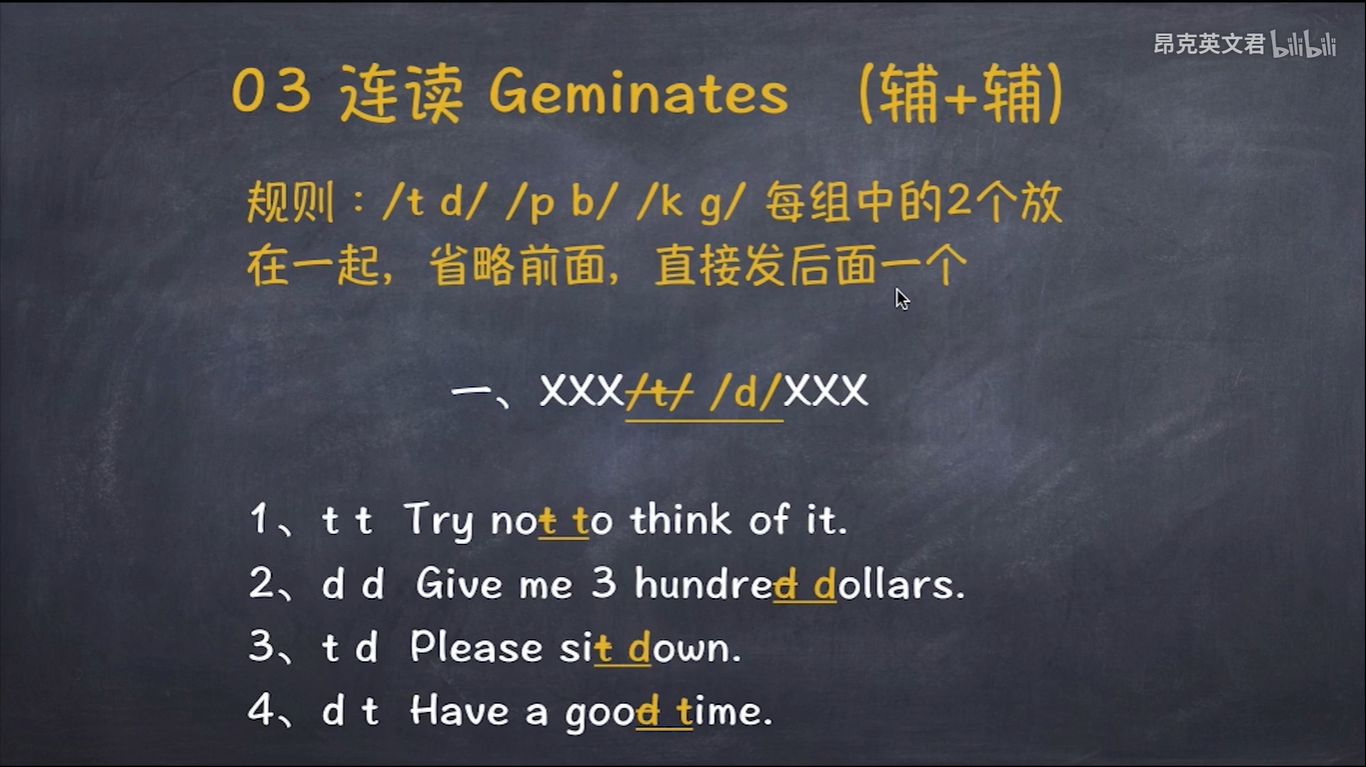 昂克英文君 bilibili
03 连读 Geminates （辅+辅）
规则：/t d/ /p b/ /k g/ 每组中的2个放
在一起，省略前面，直接发后面一个
一、XXX/t/ /d/XXX
1、t t Try not to think of it.
2、d d Give me 3 hundred dollars.
3、t d Please sit down.
4、d t Have a good time.